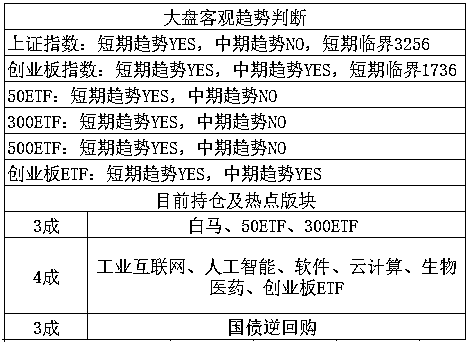 大盘客观趋势判断
上证指数：短期趋势YES，中期趋势NO，短期临界3256
创业板指数：短期趋势YES，中期趋势YES，短期临界1736
50ETF：短期趋势YES，中期趋势NO
300ETF：短期趋势YES，中期趋势NO
500ETF：短期趋势YES，中期趋势NO
创业板ETF：短期趋势YES，中期趋势YES
目前持仓及热点版块
3成
白马、50ETF、300ETF
4成
工业互联网、人工智能、软件、云计算、生物
医药、创业板ETF
3成
国债逆回购